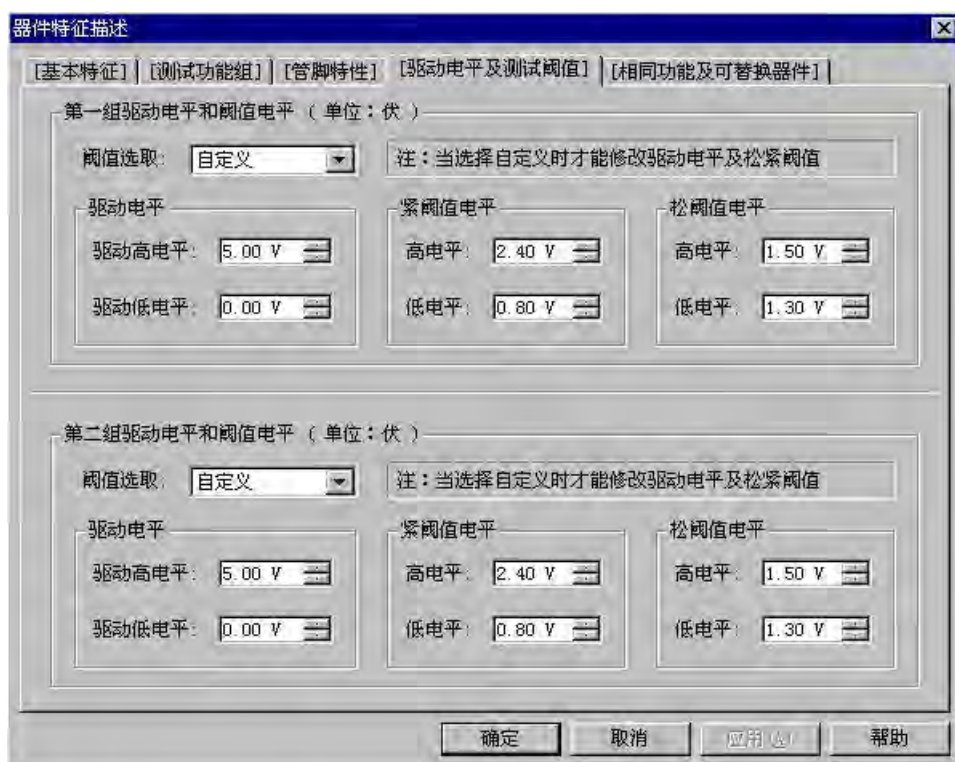 器件特征描述
[基本特征] [测试功能组] [管脚特性] [驱动电平及测试阈值] [相同功能及可替换器件]
第一组驱动电平和阈值电平 ( 单位：伏 )
阈值选取: 自定义 注：当选择自定义时才能修改驱动电平及松紧阈值
驱动电平 紧阈值电平 松阈值电平
驱动高电平: 5.00 V 高电平: 2.40 V 高电平: 1.50 V
驱动低电平: 0.00 V 低电平: 0.80 V 低电平: 1.30 V
第二组驱动电平和阈值电平 ( 单位：伏 )
阈值选取: 自定义 注：当选择自定义时才能修改驱动电平及松紧阈值
驱动电平 紧阈值电平 松阈值电平
驱动高电平: 5.00 V 高电平: 2.40 V 高电平: 1.50 V
驱动低电平: 0.00 V 低电平: 0.80 V 低电平: 1.30 V
确定 取消 应用(A) 帮助